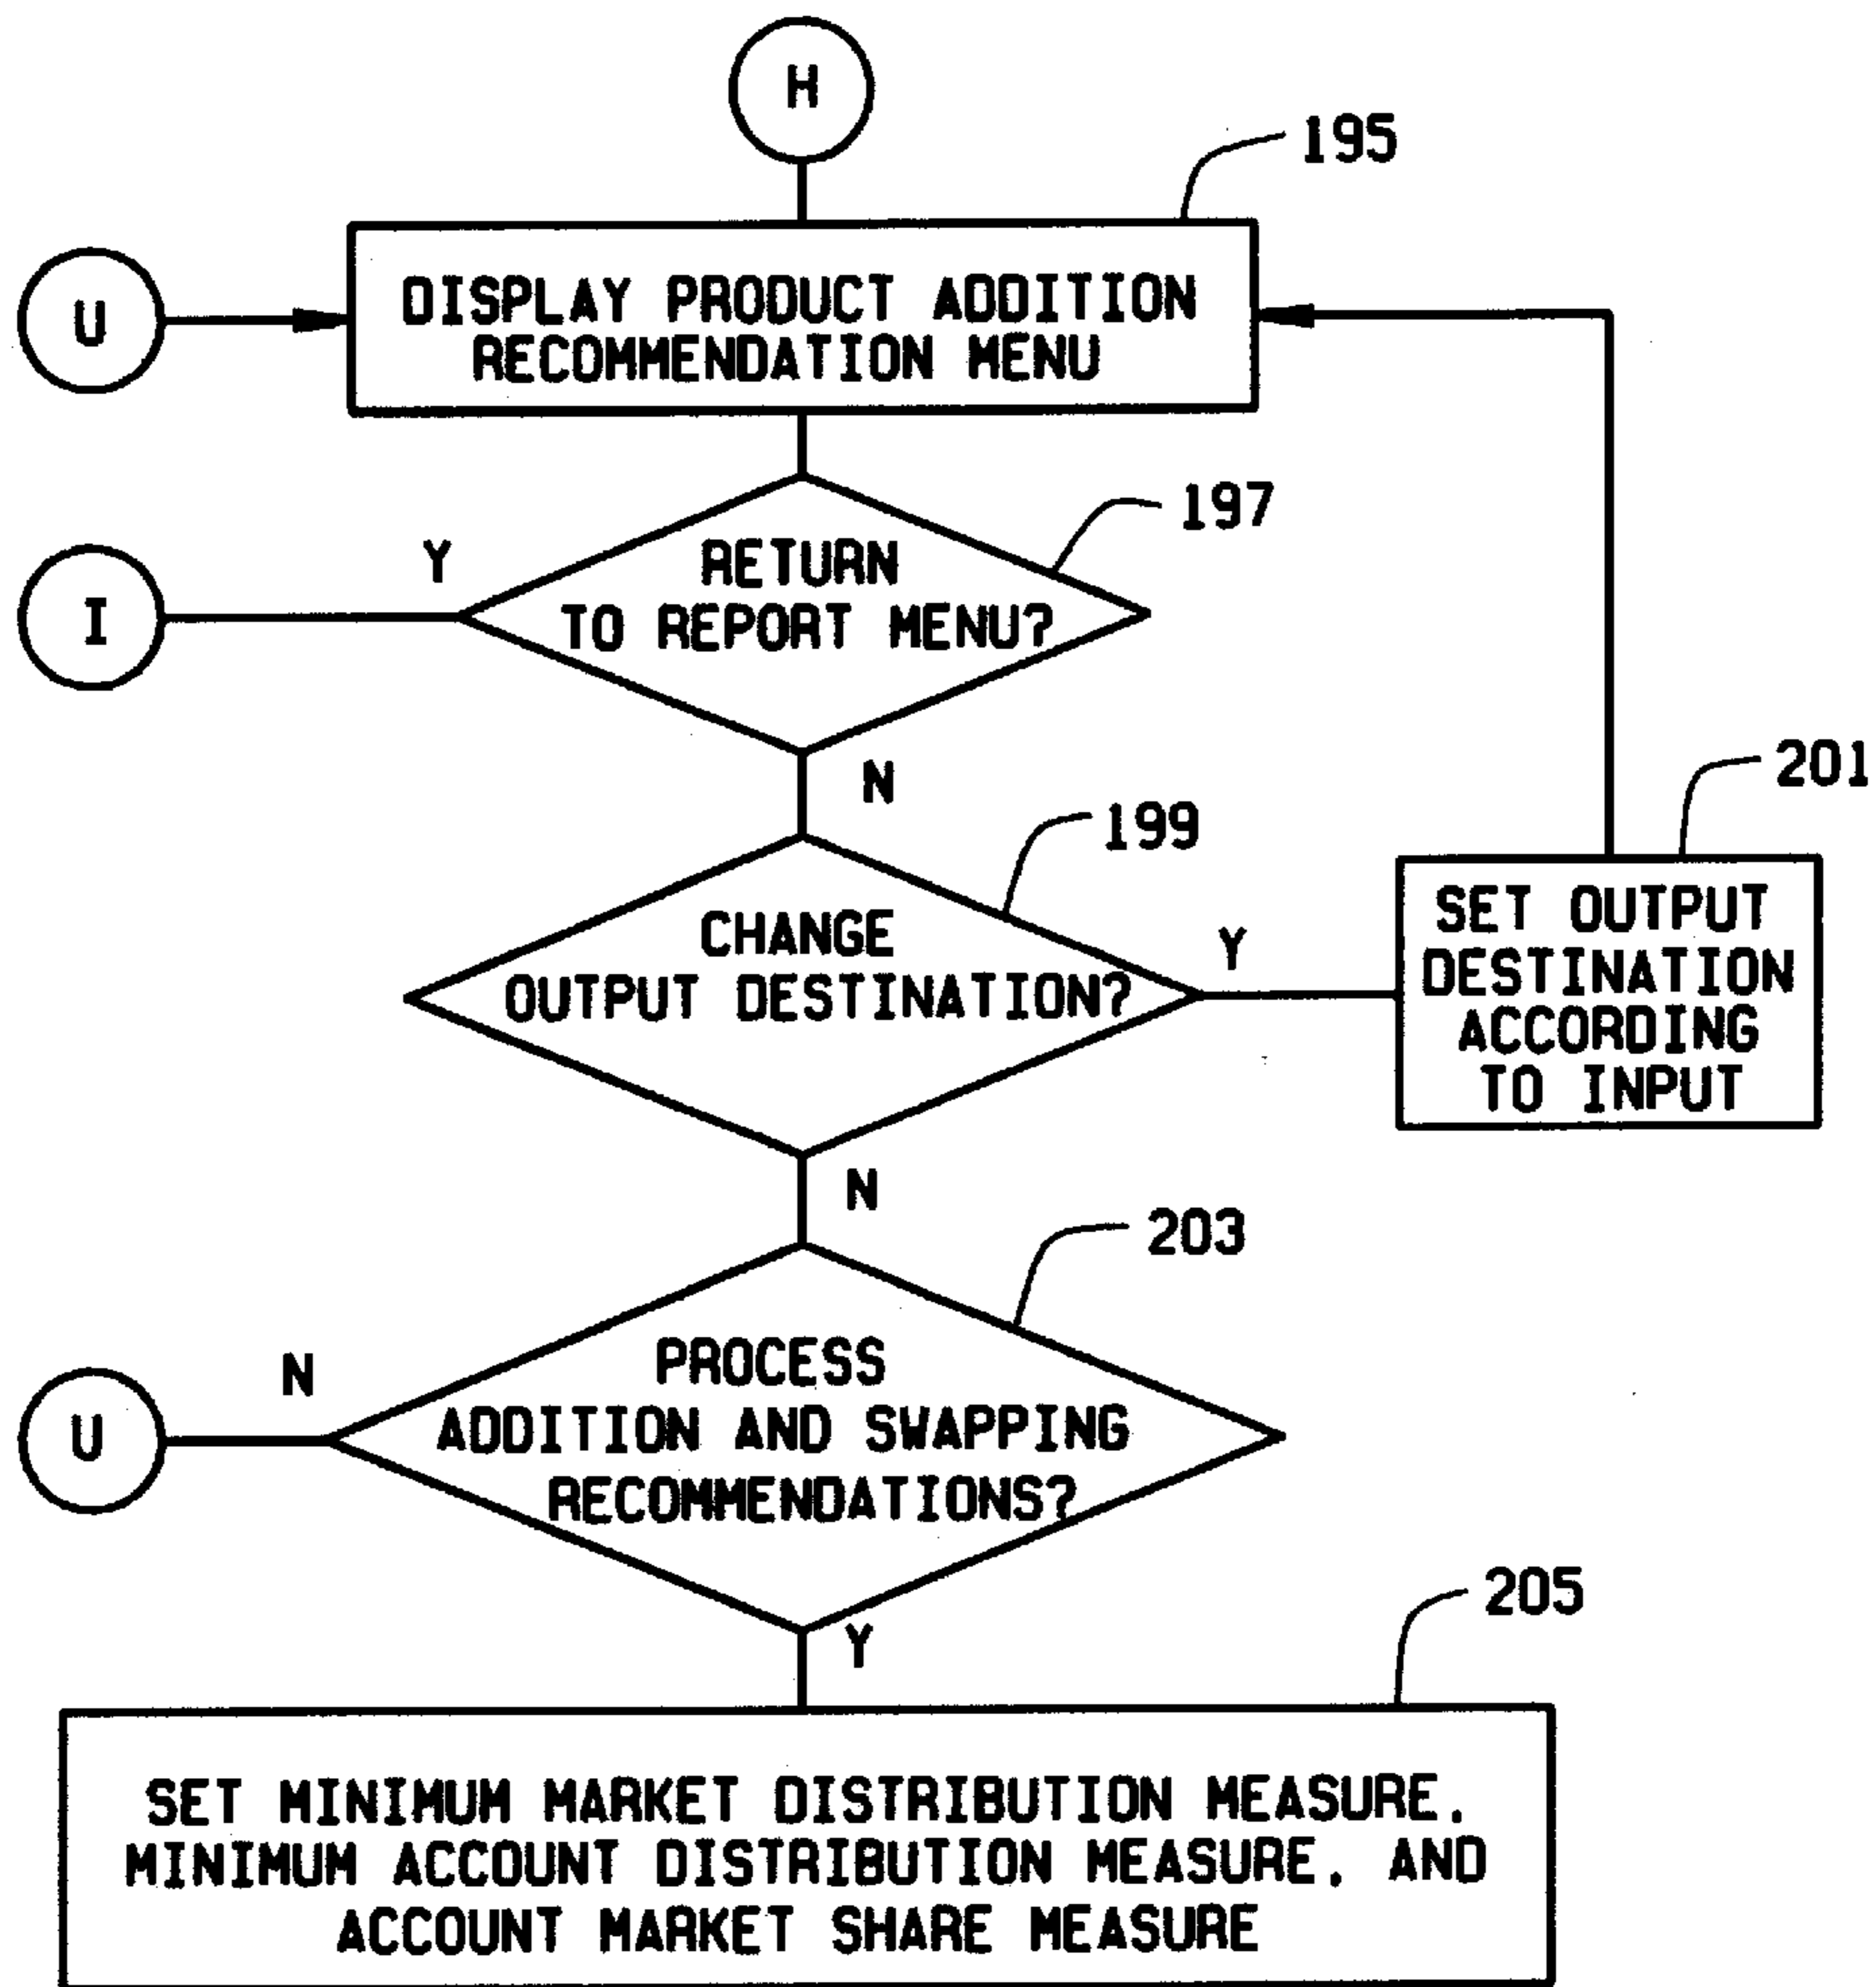 H
195
U
DISPLAY PRODUCT ADDITION
RECOMMENDATION MENU
197
Y
RETURN
I
TO REPORT MENU?
N
201
199
CHANGE
Y
SET OUTPUT
OUTPUT DESTINATION?
DESTINATION
ACCORDING
TO INPUT
N
203
PROCESS
N
U
ADDITION AND SWAPPING
RECOMMENDATIONS?
205
Y
SET MINIMUM MARKET DISTRIBUTION MEASURE,
MINIMUM ACCOUNT DISTRIBUTION MEASURE, AND
ACCOUNT MARKET SHARE MEASURE